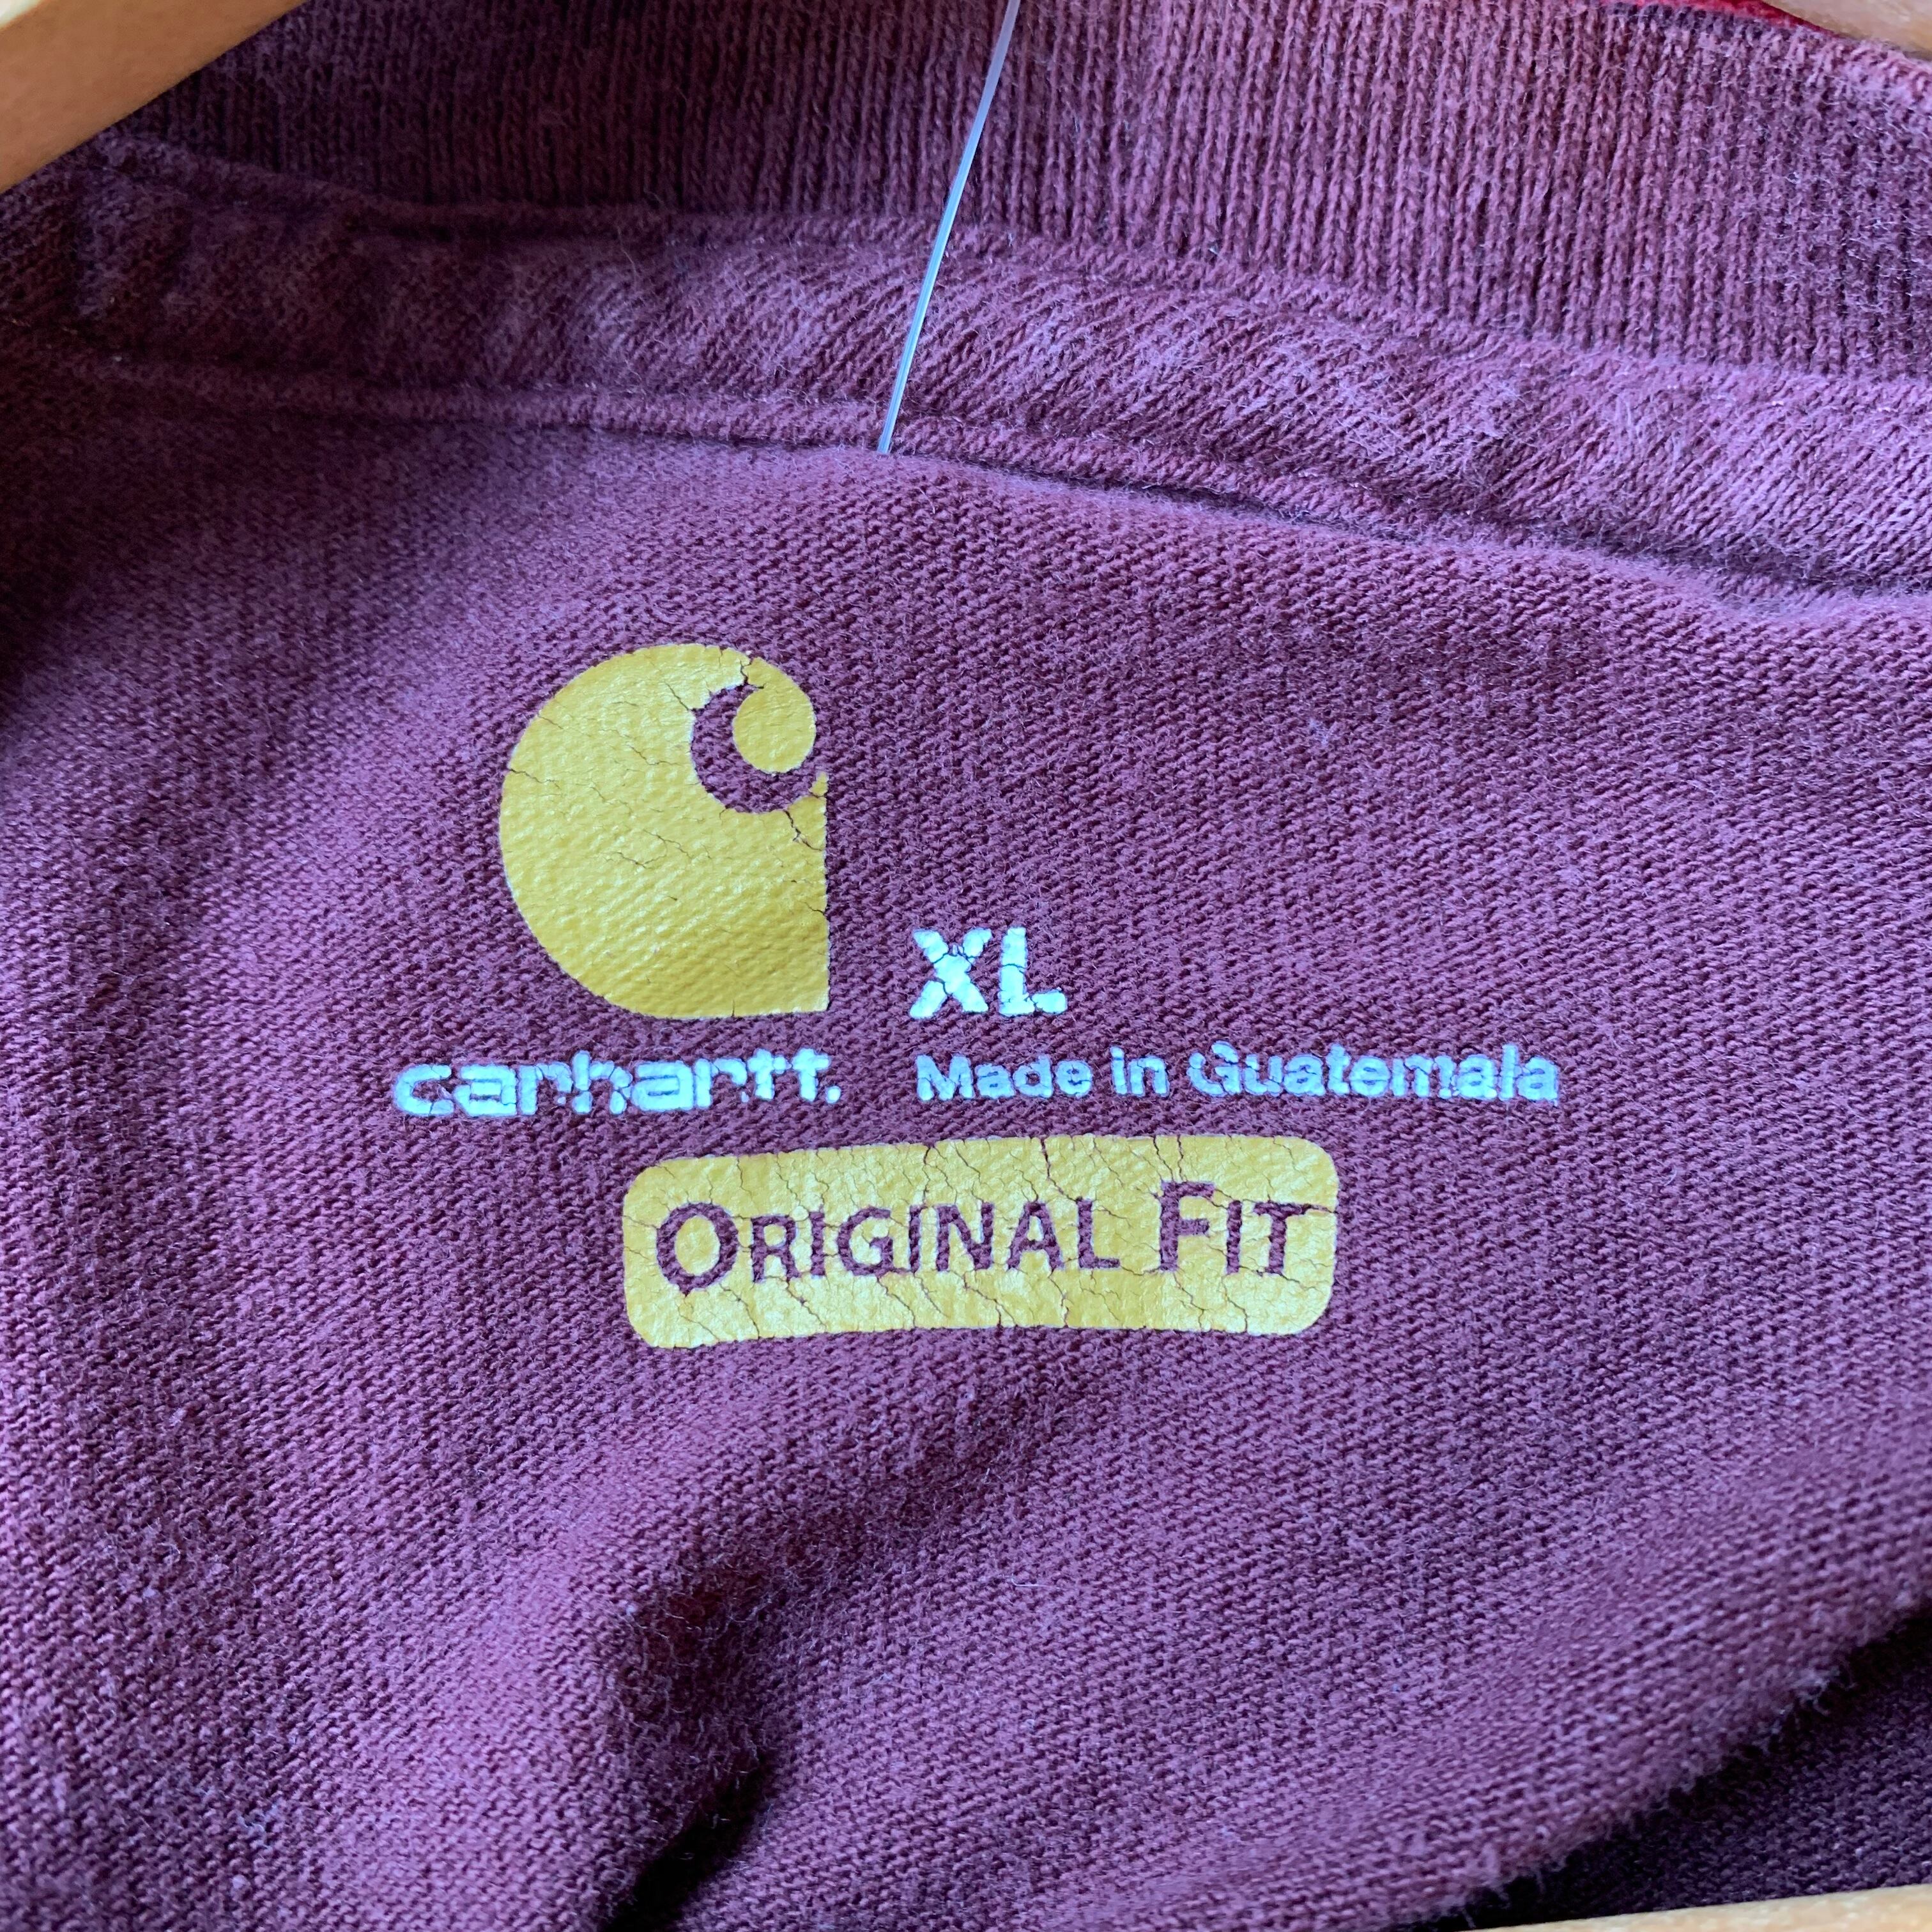 XL
carhartt.
Made in Guatemala
ORIGINAL FIT